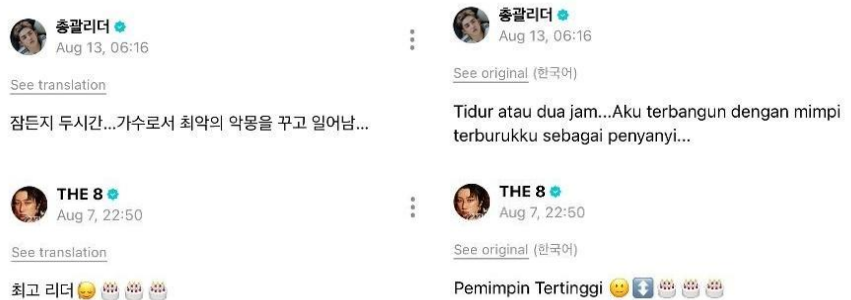 총괄리더
Aug 13, 06:16
See translation
잠든지 두시간...가수로서 최악의 악몽을 꾸고 일어남...
THE 8
Aug 7, 22:50
See translation
최고 리더🙂‍↕️🎂🎂🎂
총괄리더
Aug 13, 06:16
See original (한국어)
Tidur atau dua jam...Aku terbangun dengan mimpi
terburukku sebagai penyanyi...
THE 8
Aug 7, 22:50
See original (한국어)
Pemimpin Tertinggi 🙂↕️🎂🎂🎂